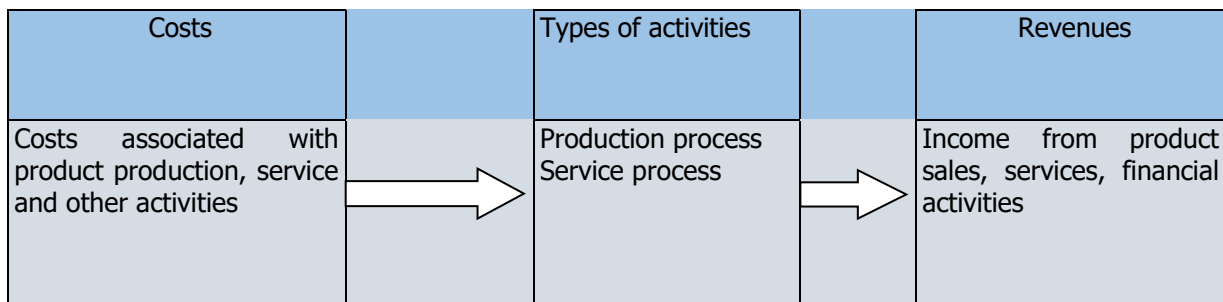 Costs
Types of activities
Revenues
Costs associated with
product production, service
and other activities
Production process
Service process
Income from product
sales, services, financial
activities